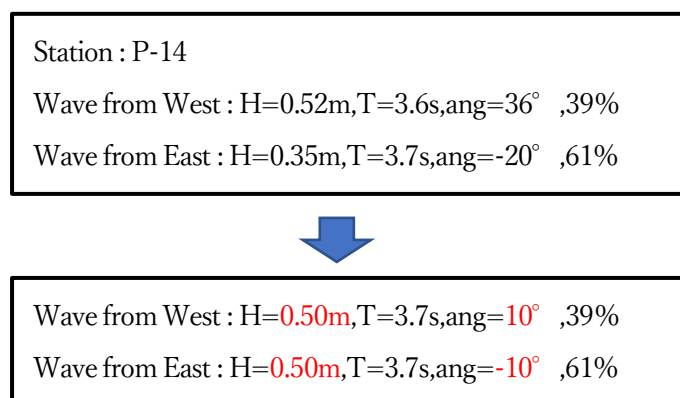 Station : P-14
Wave from West : H=0.52m,T=3.6s,ang=36° ,39%
Wave from East : H=0.35m,T=3.7s,ang=-20° ,61%
Wave from West : H=0.50m,T=3.7s,ang=10° ,39%
Wave from East : H=0.50m,T=3.7s,ang=-10° ,61%